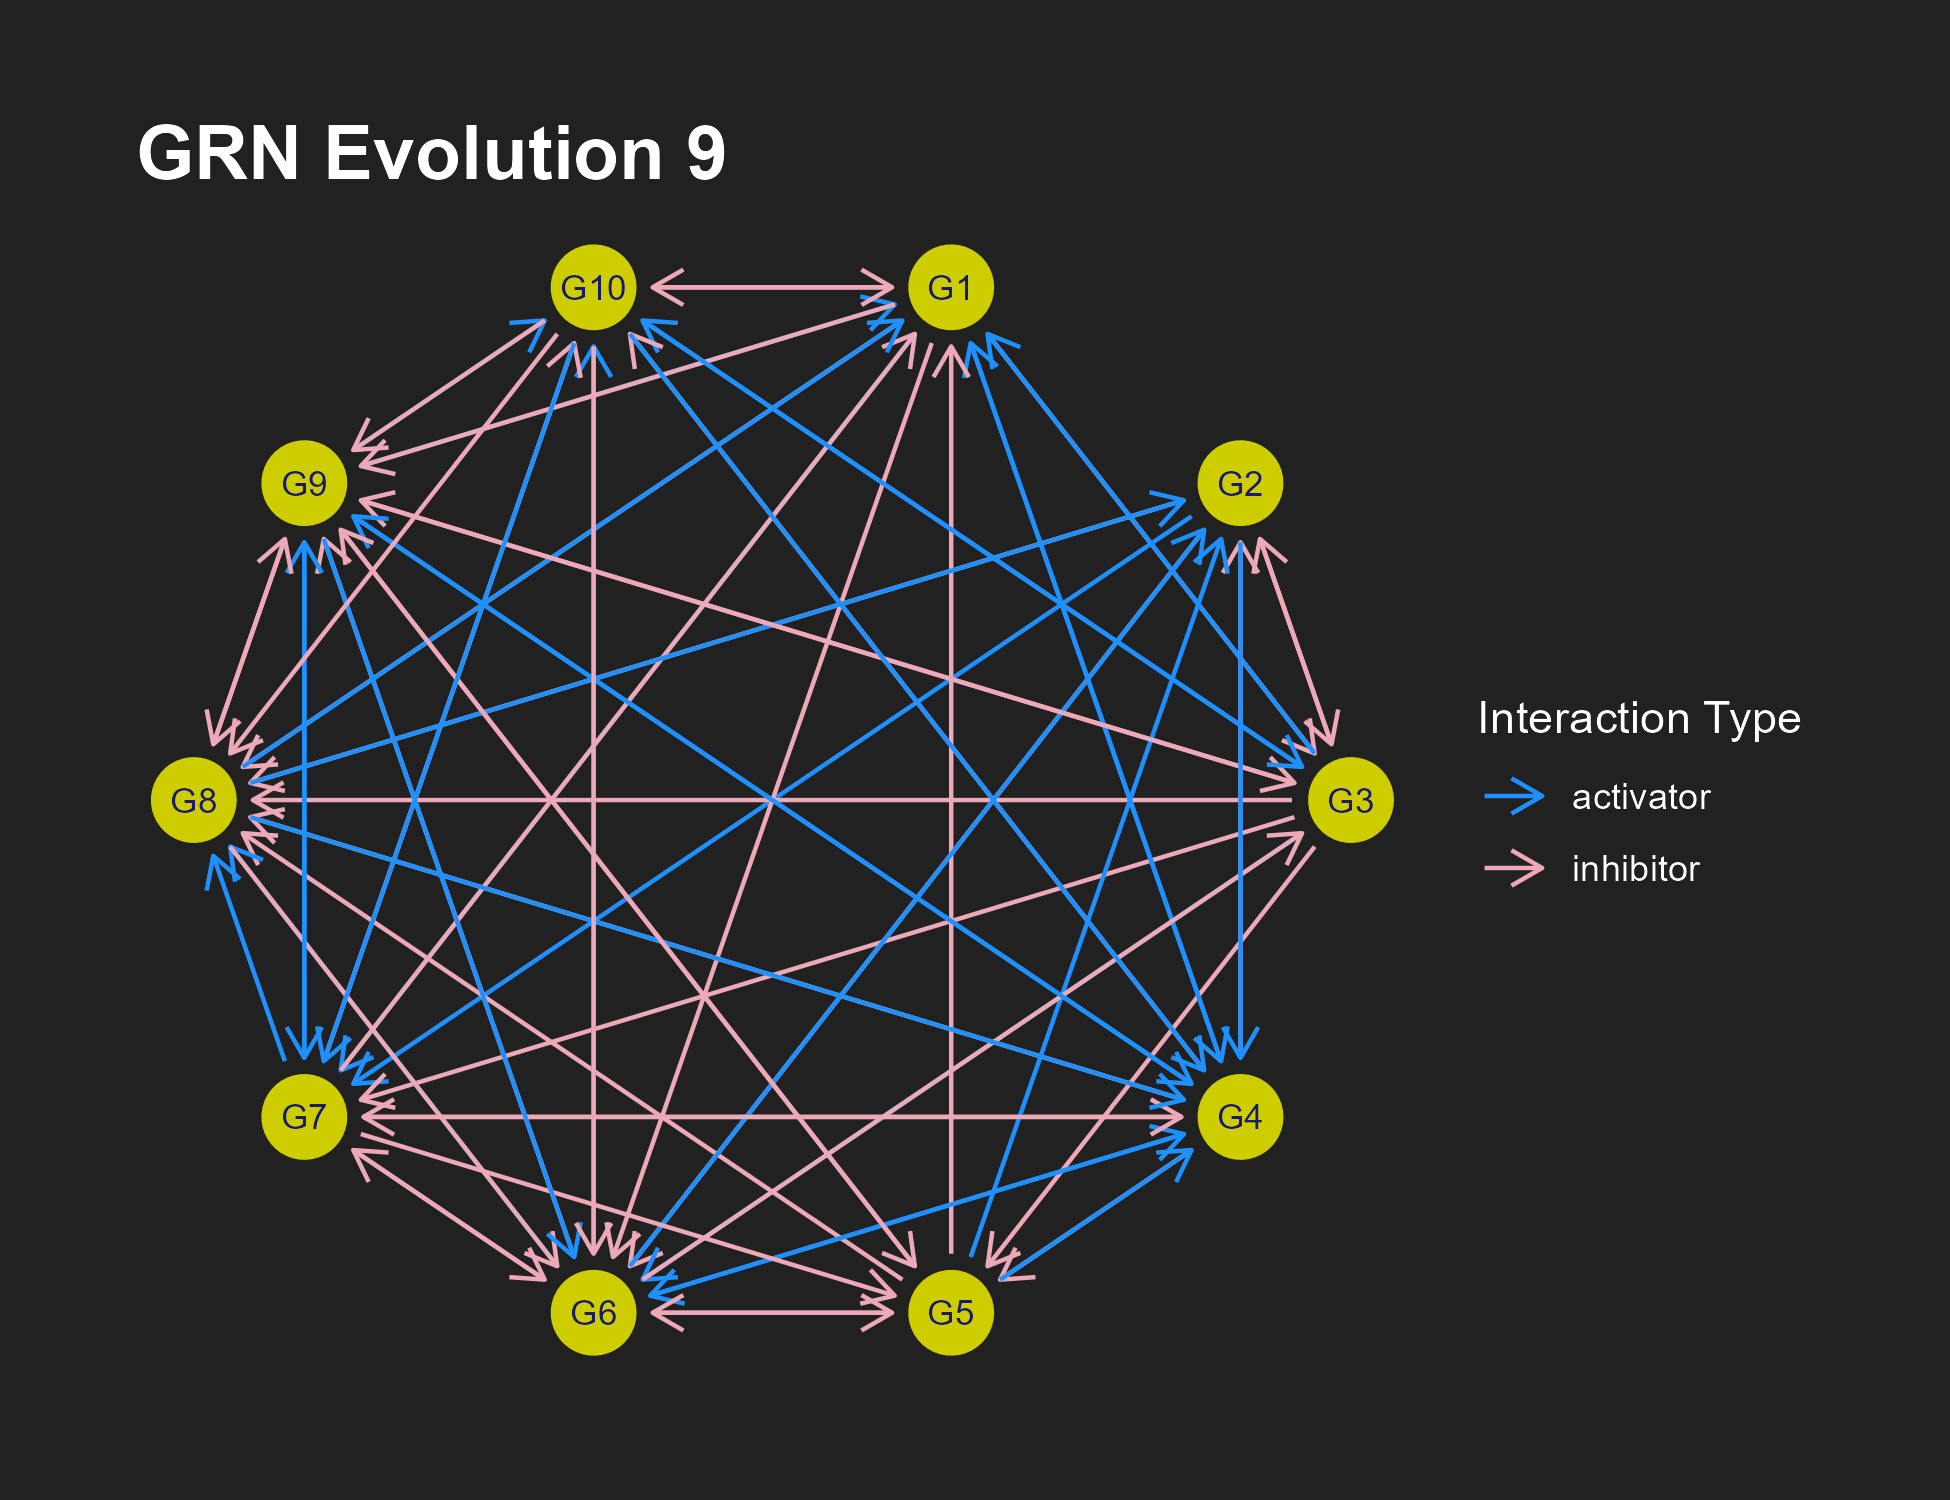 GRN Evolution 9
G10
G1
G9
G2
G8
G3
G7
G4
G6
G5
Interaction Type
activator
inhibitor